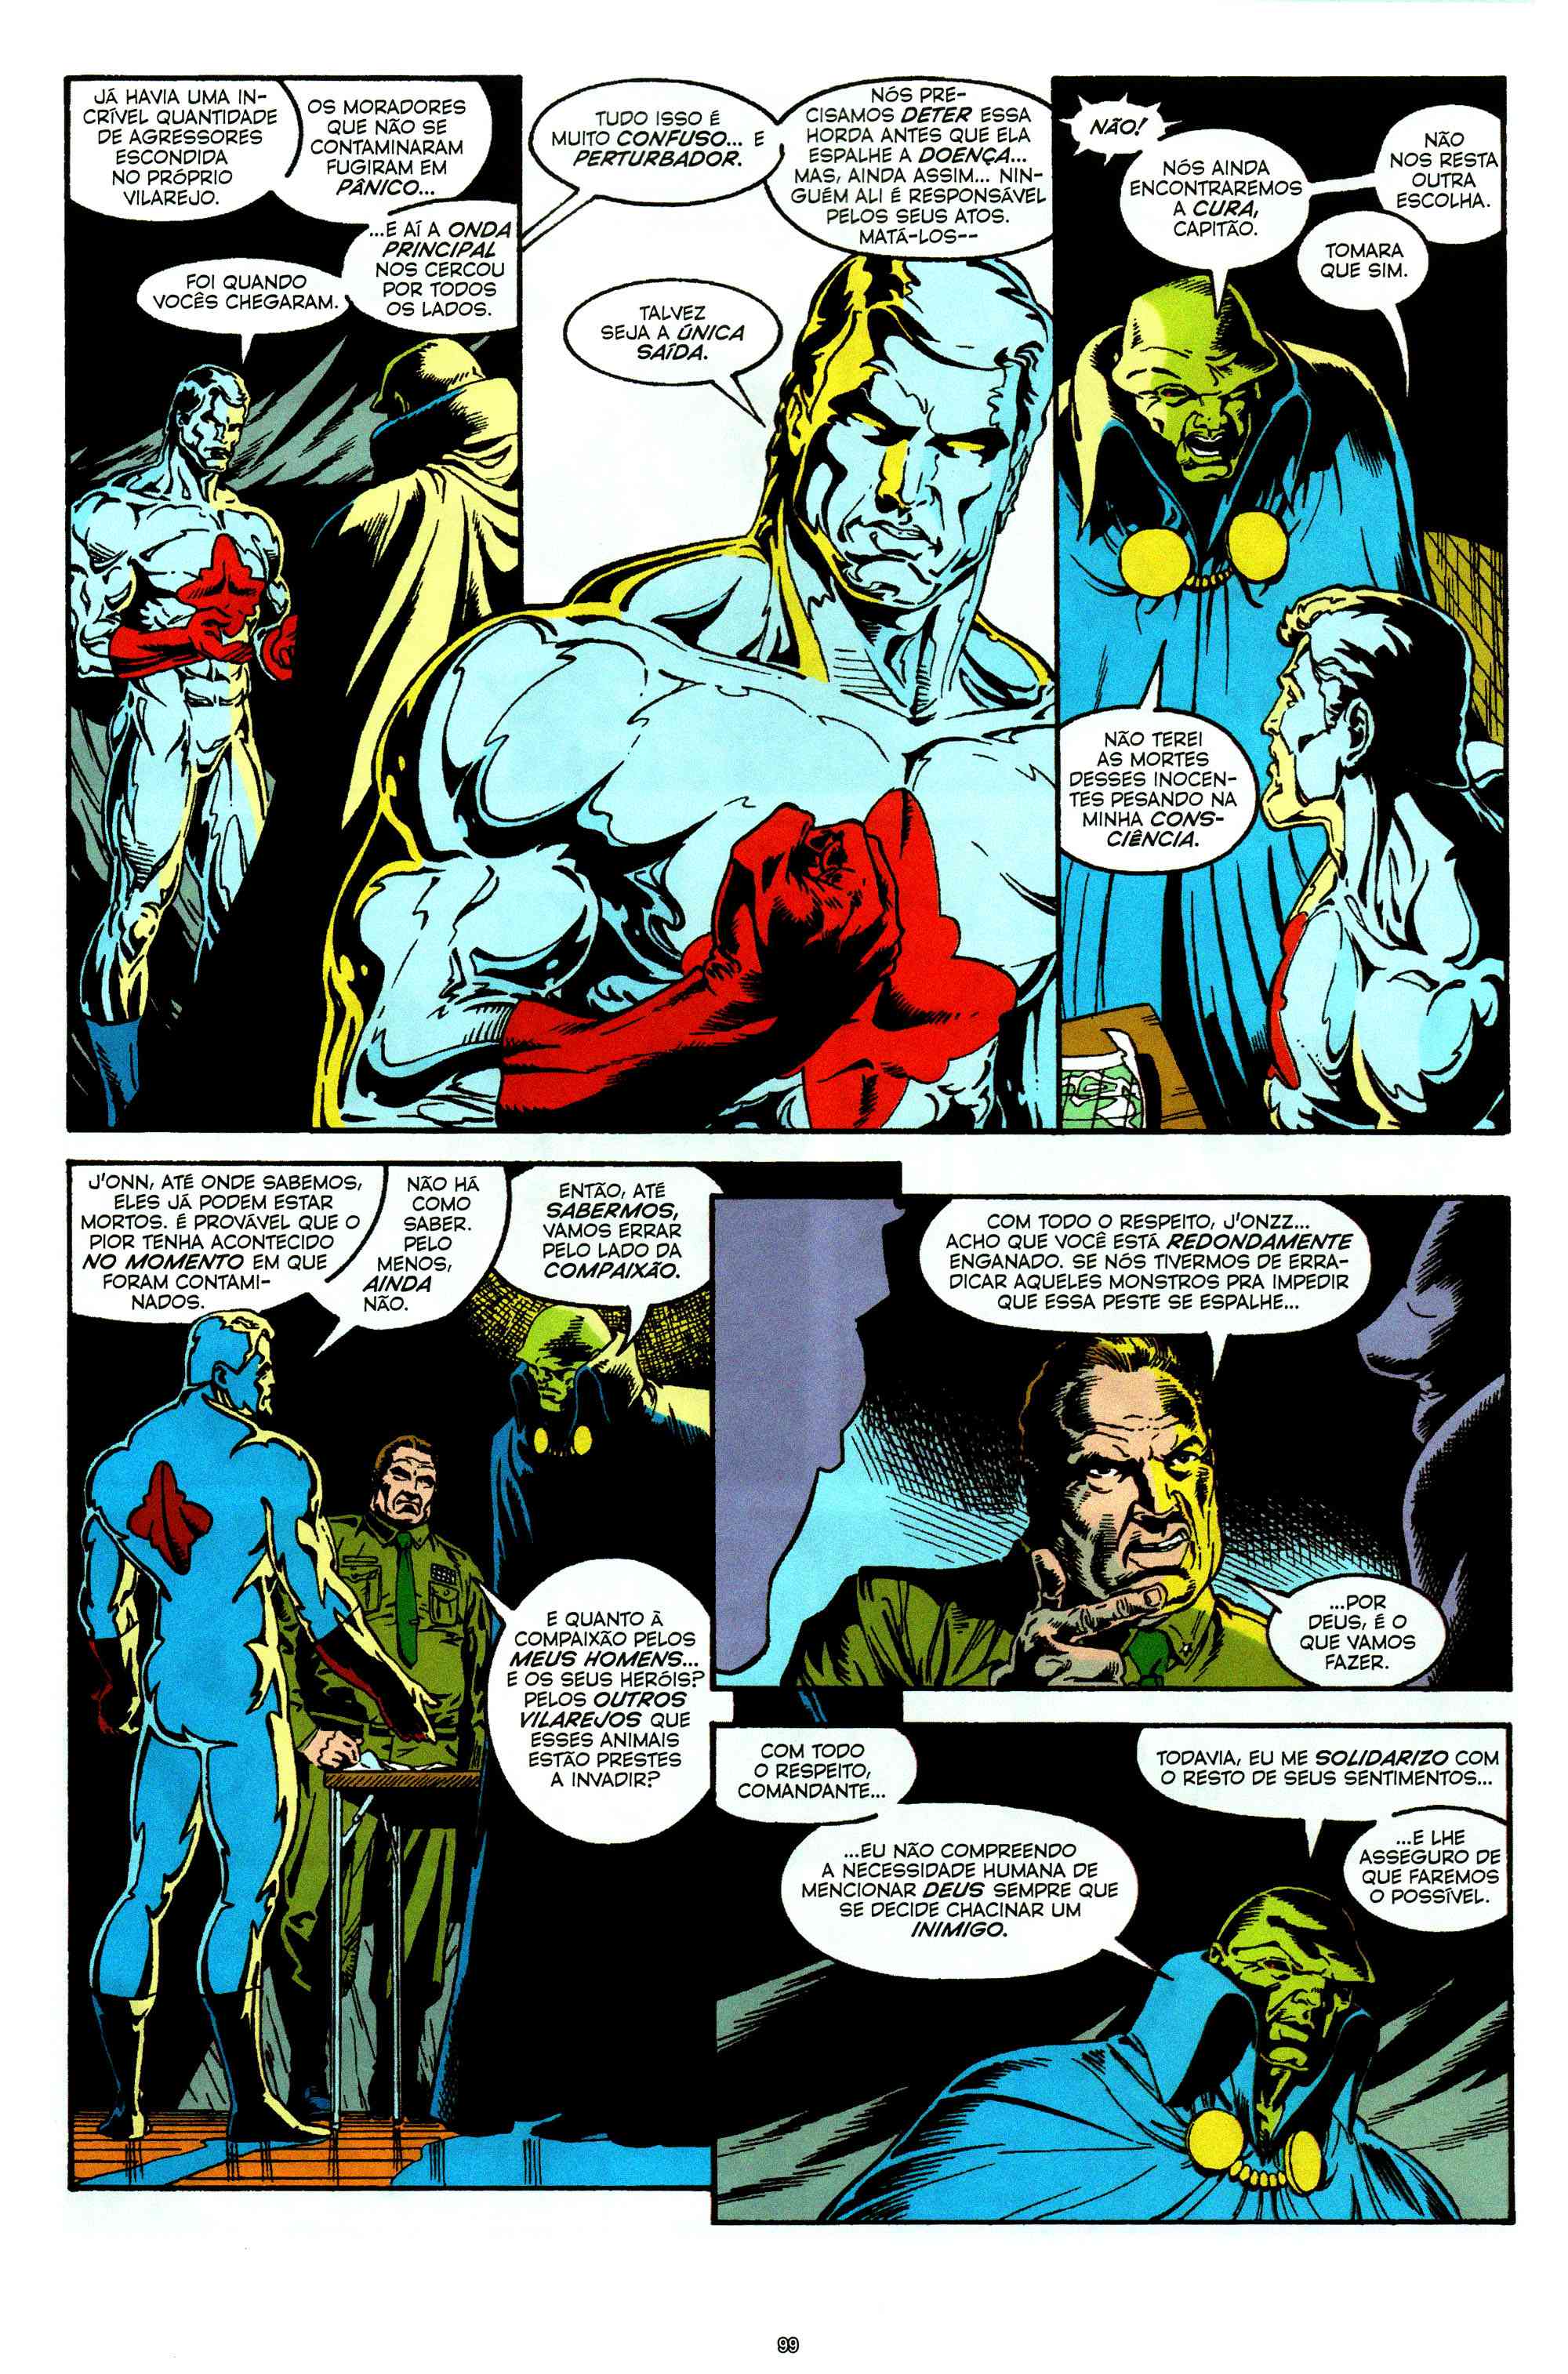 JÁ HAVIA UMA IN-
CRÍVEL QUANTIDADE
DE AGRESSORES
ESCONDIDA
NO PRÓPRIO
VILAREJO.
OS MORADORES
QUE NÃO SE
CONTAMINARAM
FUGIRAM EM
PÂNICO...
...E AÍ A ONDA
PRINCIPAL
NOS CERCOU
POR TODOS
OS LADOS.
FOI QUANDO
VOCÊS CHEGARAM.
TUDO ISSO É
MUITO CONFUSO... E
PERTURBADOR.
NÓS PRE-
CISAMOS DETER ESSA
HORDA ANTES QUE ELA
ESPALHE A DOENÇA...
MAS, AINDA ASSIM... NIN-
GUÉM ALI É RESPONSÁVEL
PELOS SEUS ATOS.
MATÁ-LOS--
TALVEZ
SEJA A ÚNICA
SAÍDA.
NÃO!
NÓS AINDA
ENCONTRAREMOS
A CURA,
CAPITÃO.
NÃO
NOS RESTA
OUTRA
ESCOLHA.
TOMARA
QUE SIM.
NÃO TEREI
AS MORTES
DESSES INOCEN-
TES PESANDO NA
MINHA CONS-
CIÊNCIA.
J'ONN, ATÉ ONDE SABEMOS,
ELES JÁ PODEM ESTAR
MORTOS. É PROVÁVEL QUE O
PIOR TENHA ACONTECIDO
NO MOMENTO EM QUE
FORAM CONTAMI-
NADOS.
NÃO HÁ
COMO
SABER.
PELO
MENOS,
AINDA
NÃO.
ENTÃO, ATÉ
SABERMOS,
VAMOS ERRAR
PELO LADO DA
COMPAIXÃO.
E QUANTO À
COMPAIXÃO PELOS
MEUS HOMENS...
E OS SEUS HERÓIS?
PELOS OUTROS
VILAREJOS QUE
ESSES ANIMAIS
ESTÃO PRESTES
A INVADIR?
COM TODO O RESPEITO, J'ONZZ...
ACHO QUE VOCÊ ESTÁ REDONDAMENTE
ENGANADO. SE NÓS TIVERMOS DE ERRA-
DICAR AQUELES MONSTROS PRA IMPEDIR
QUE ESSA PESTE SE ESPALHE...
...POR
DEUS, É O
QUE VAMOS
FAZER.
COM TODO
O RESPEITO,
COMANDANTE...
...EU NÃO COMPREENDO
A NECESSIDADE HUMANA DE
MENCIONAR DEUS SEMPRE QUE
SE DECIDE CHACINAR UM
INIMIGO.
TODAVIA, EU ME SOLIDARIZO COM
O RESTO DE SEUS SENTIMENTOS...
...E LHE
ASSEGURO DE
QUE FAREMOS
O POSSÍVEL.
99